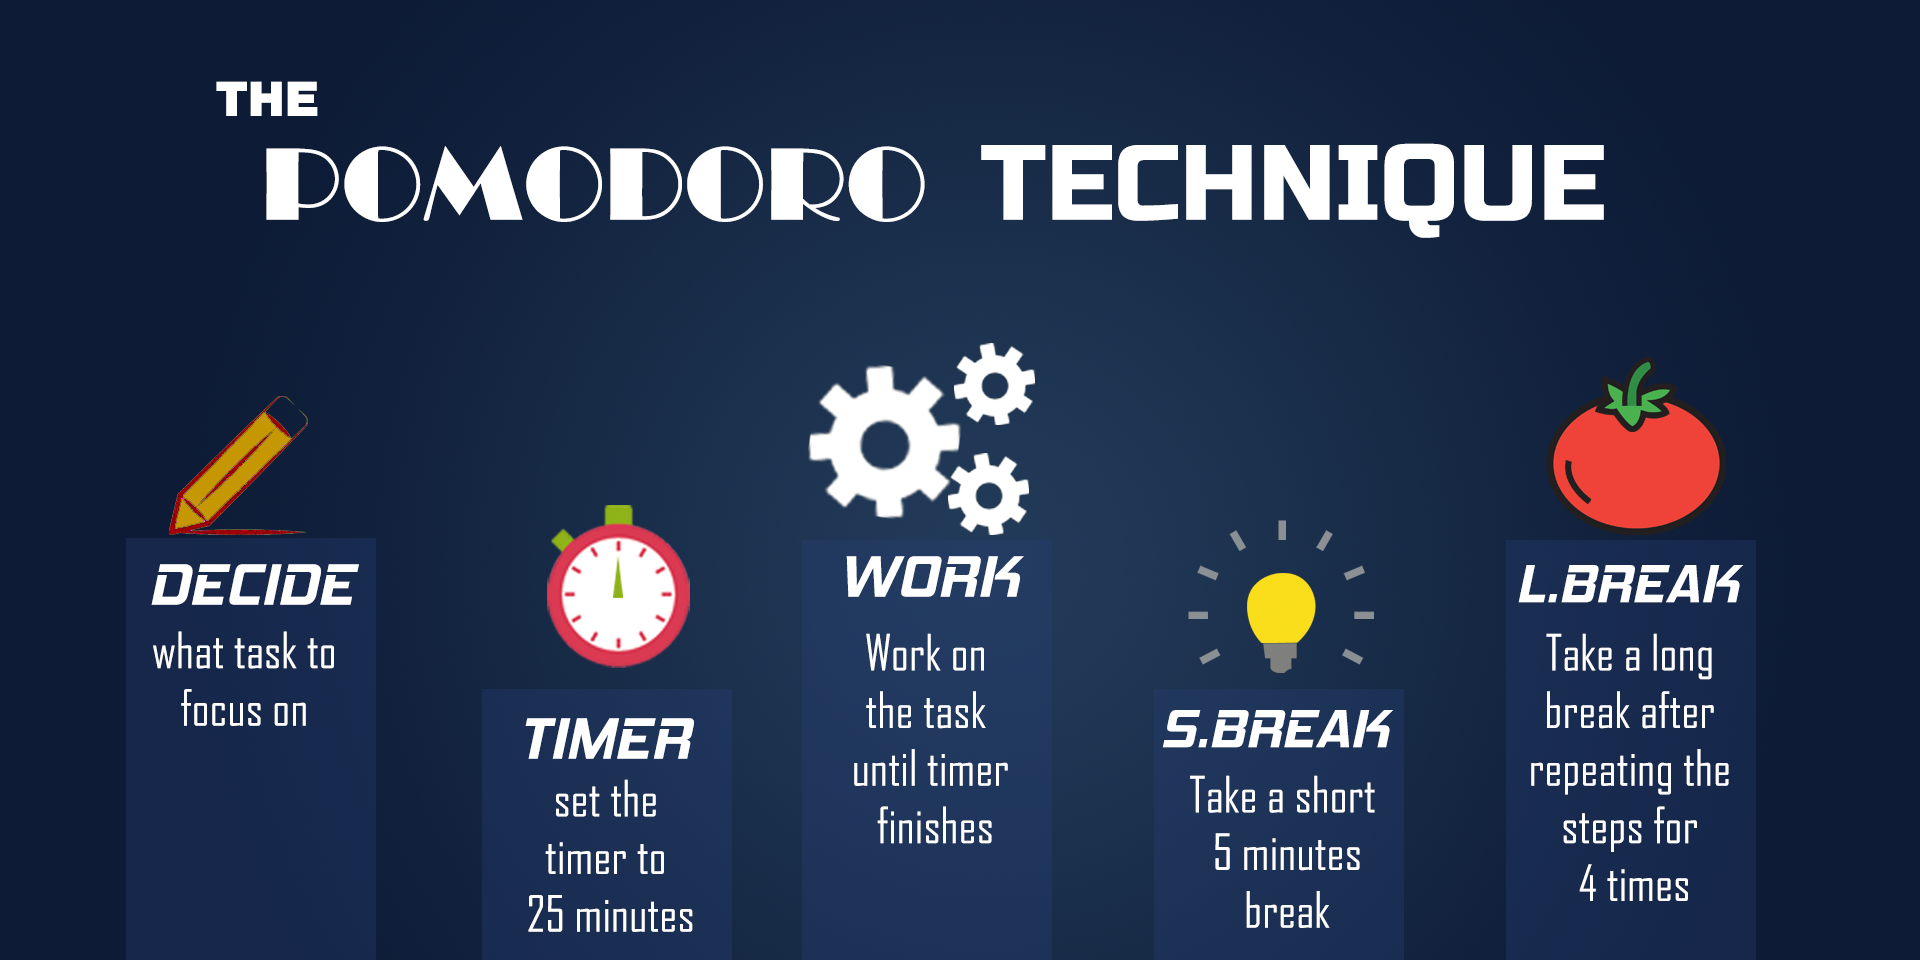 THE
POMODORO TECHNIQUE
DECIDE
what task to
focus on
TIMER
set the
timer to
25 minutes
WORK
Work on
the task
until timer
finishes
S.BREAK
Take a short
5 minutes
break
L.BREAK
Take a long
break after
repeating the
steps for
4 times